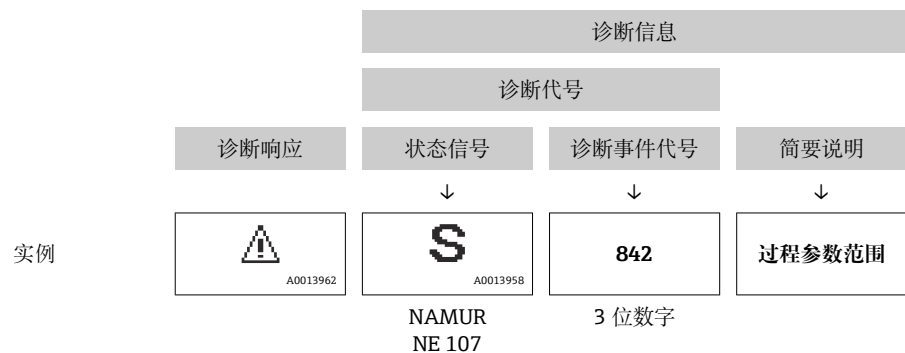 诊断信息
诊断代号
诊断响应 状态信号 诊断事件代号 简要说明
↓ ↓ ↓
实例 S 842 过程参数范围
A0013962 A0013958
NAMUR 3 位数字
NE 107